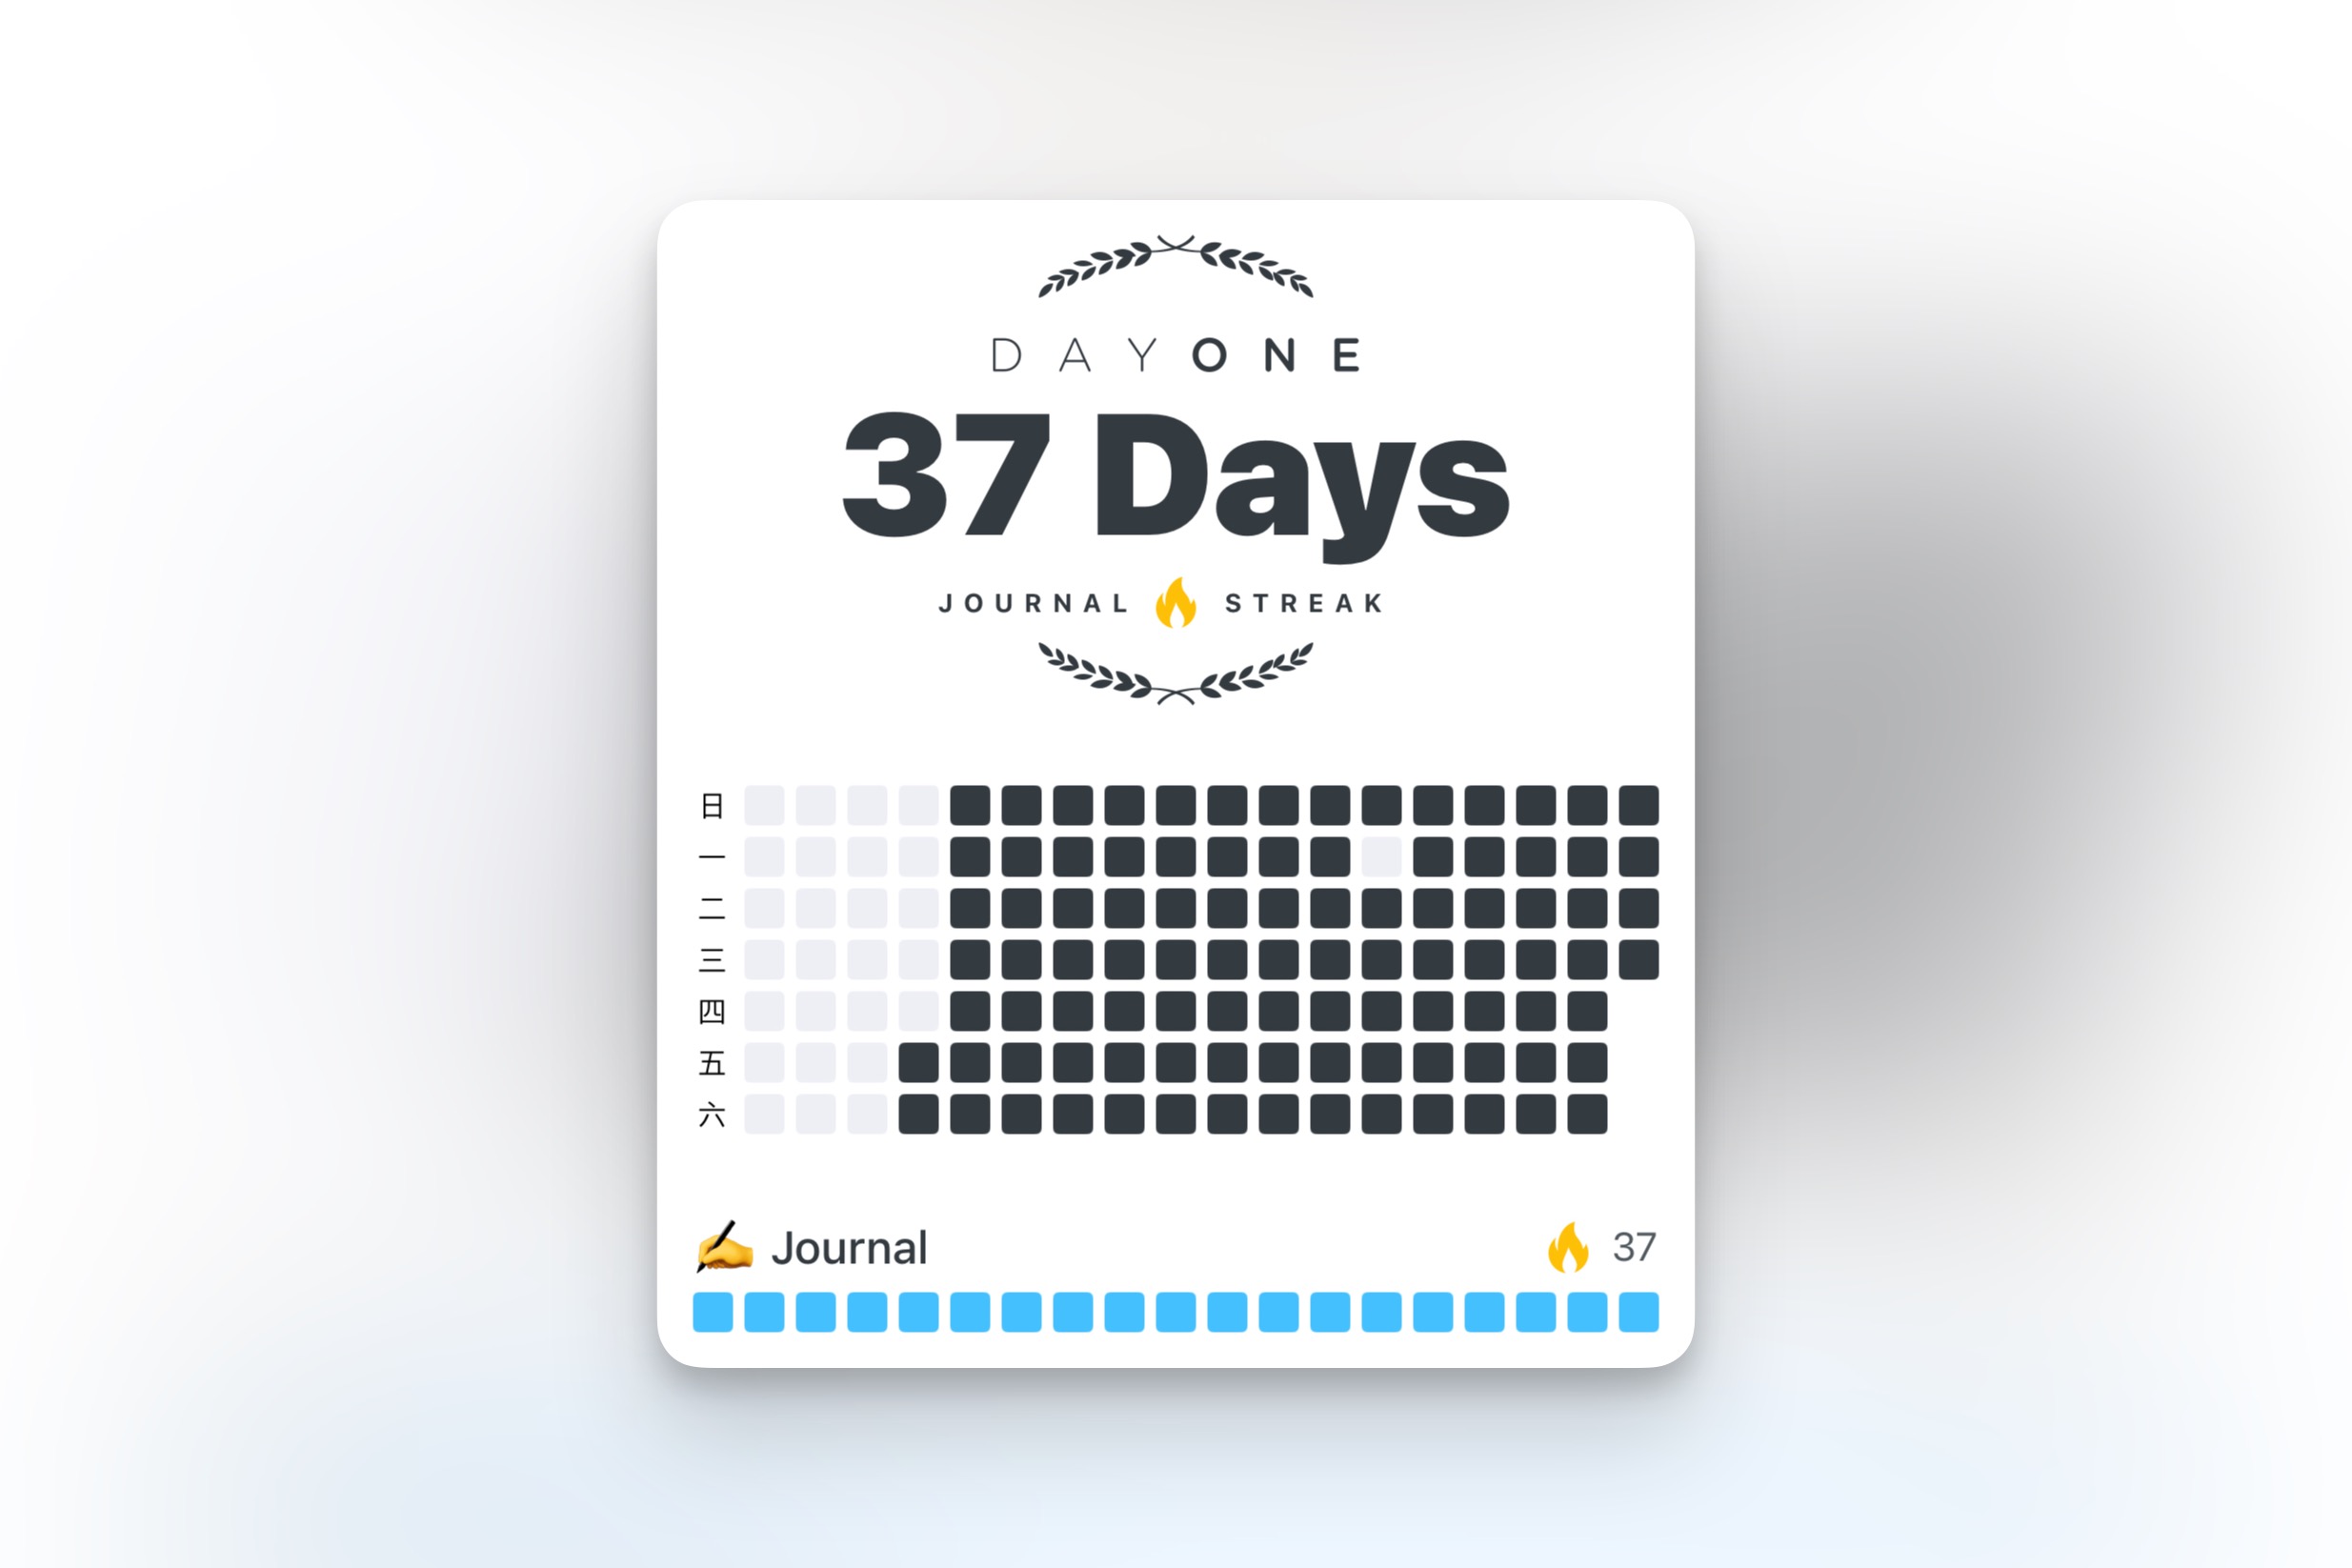 DAYONE
37 Days
JOURNAL STREAK
日
一
二
三
四
五
六
Journal 37